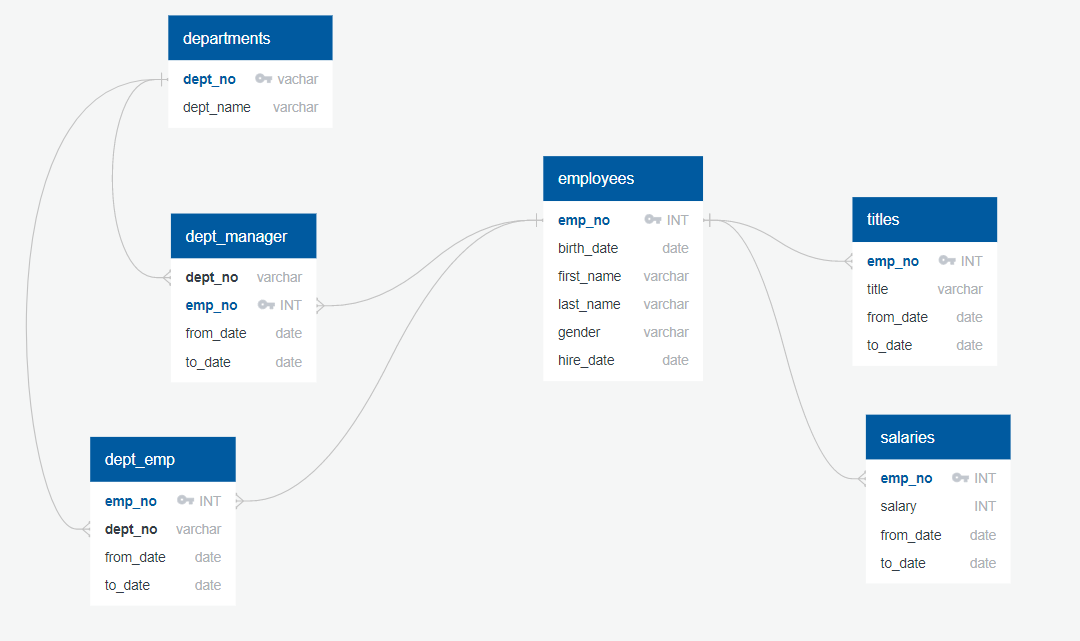 departments
dept_no vachar
dept_name varchar
dept_manager
dept_no varchar
emp_no INT
from_date date
to_date date
dept_emp
emp_no INT
dept_no varchar
from_date date
to_date date
employees
emp_no INT
birth_date date
first_name varchar
last_name varchar
gender varchar
hire_date date
titles
emp_no INT
title varchar
from_date date
to_date date
salaries
emp_no INT
salary INT
from_date date
to_date date